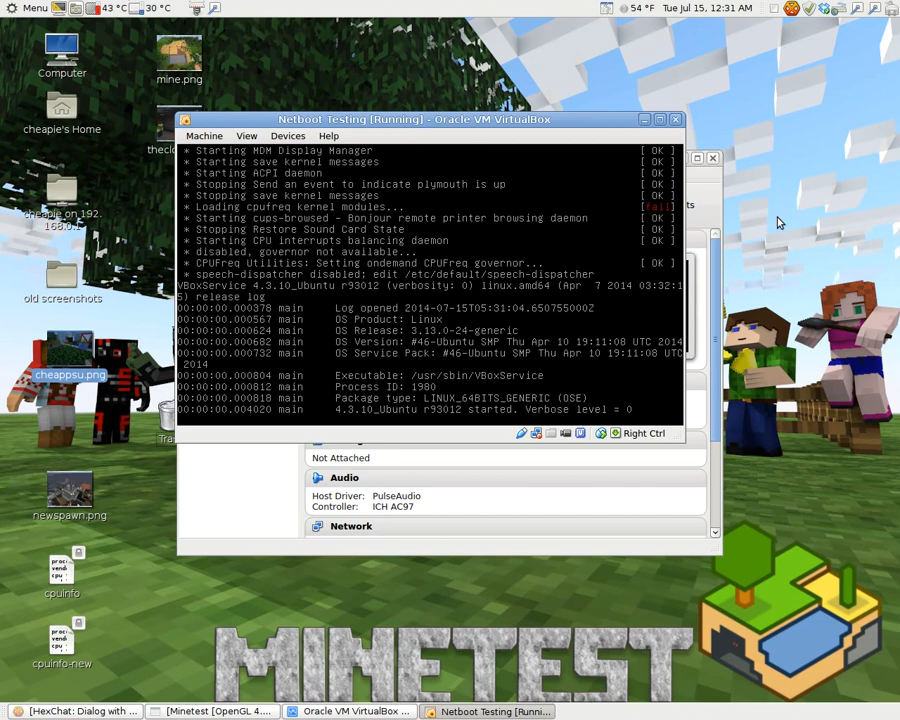 Menu 43 °C 30 °C 54 °F Tue Jul 15, 12:31 AM
Computer
mine.png
cheapie's Home
cheapie on 192.
168.0.
old screenshots
cheappsu.png
newspawn.png
cpuinfo
cpuinfo-new
Netboot Testing [Running] - Oracle VM VirtualBox
Machine View Devices Help
* Starting MDM Display Manager [ OK ]
* Starting save kernel messages [ OK ]
* Starting ACPI daemon [ OK ]
* Stopping Send an event to indicate plymouth is up [ OK ]
* Stopping save kernel messages [ OK ]
* Loading cpufreq kernel modules... [fail]
* Starting cups-browsed - Bonjour remote printer browsing daemon [ OK ]
* Stopping Restore Sound Card State [ OK ]
* Starting CPU interrupts balancing daemon [ OK ]
* disabled, governor not available...
* CPUFreq Utilities: Setting ondemand CPUFreq governor... [ OK ]
* speech-dispatcher disabled; edit /etc/default/speech-dispatcher
VBoxService 4.3.10_Ubuntu r93012 (verbosity: 0) linux.amd64 (Apr  7 2014 03:32:1
5) release log
00:00:00.000378 main Log opened 2014-07-15T05:31:04.650755000Z
00:00:00.000567 main OS Product: Linux
00:00:00.000624 main OS Release: 3.13.0-24-generic
00:00:00.000682 main OS Version: #46-Ubuntu SMP Thu Apr 10 19:11:08 UTC 2014
00:00:00.000732 main OS Service Pack: #46-Ubuntu SMP Thu Apr 10 19:11:08 UTC
2014
00:00:00.000804 main Executable: /usr/sbin/VBoxService
00:00:00.000812 main Process ID: 1980
00:00:00.000818 main Package type: LINUX_64BITS_GENERIC (OSE)
00:00:00.004020 main 4.3.10_Ubuntu r93012 started. Verbose level = 0
Right Ctrl
Not Attached
Audio
Host Driver: PulseAudio
Controller: ICH AC97
Network
MINETEST
[HexChat: Dialog with ... [Minetest [OpenGL 4.... Oracle VM VirtualBox ... Netboot Testing [Runni...